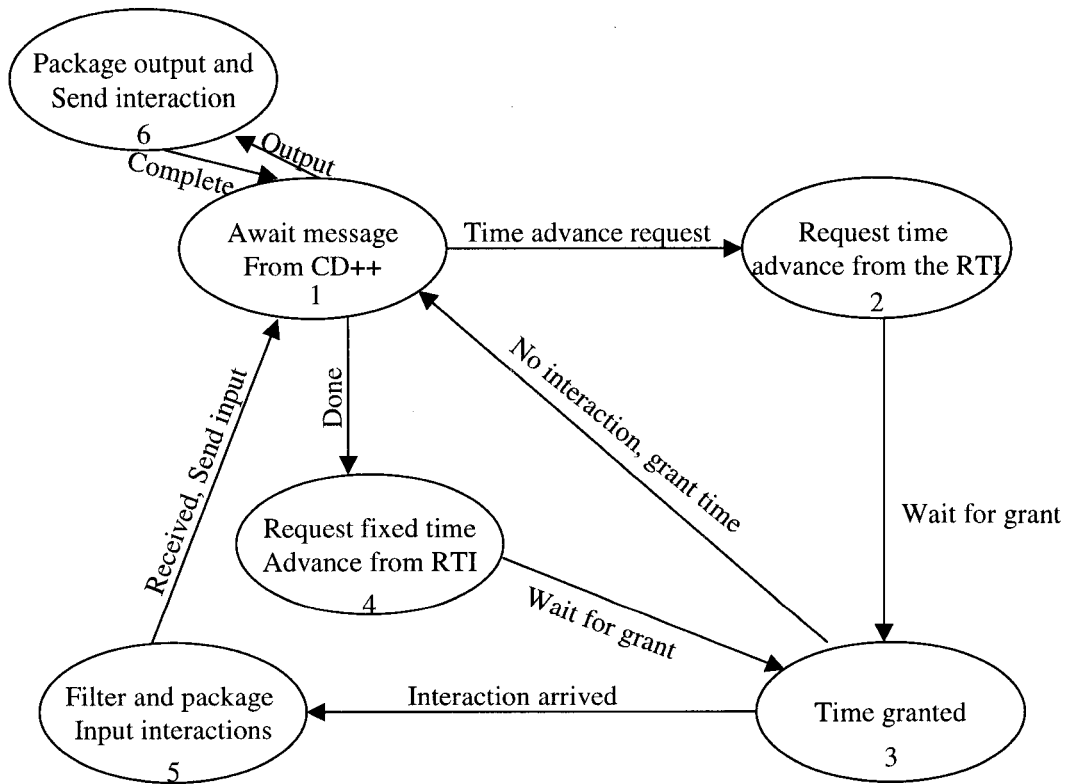 Package output and
Send interaction
6
Output
Complete
Await message
From CD++
1
Time advance request
Request time
advance from the RTI
2
No interaction, grant time
Done
Received, Send input
Request fixed time
Advance from RTI
4
Wait for grant
Wait for grant
Filter and package
Input interactions
5
Interaction arrived
Time granted
3